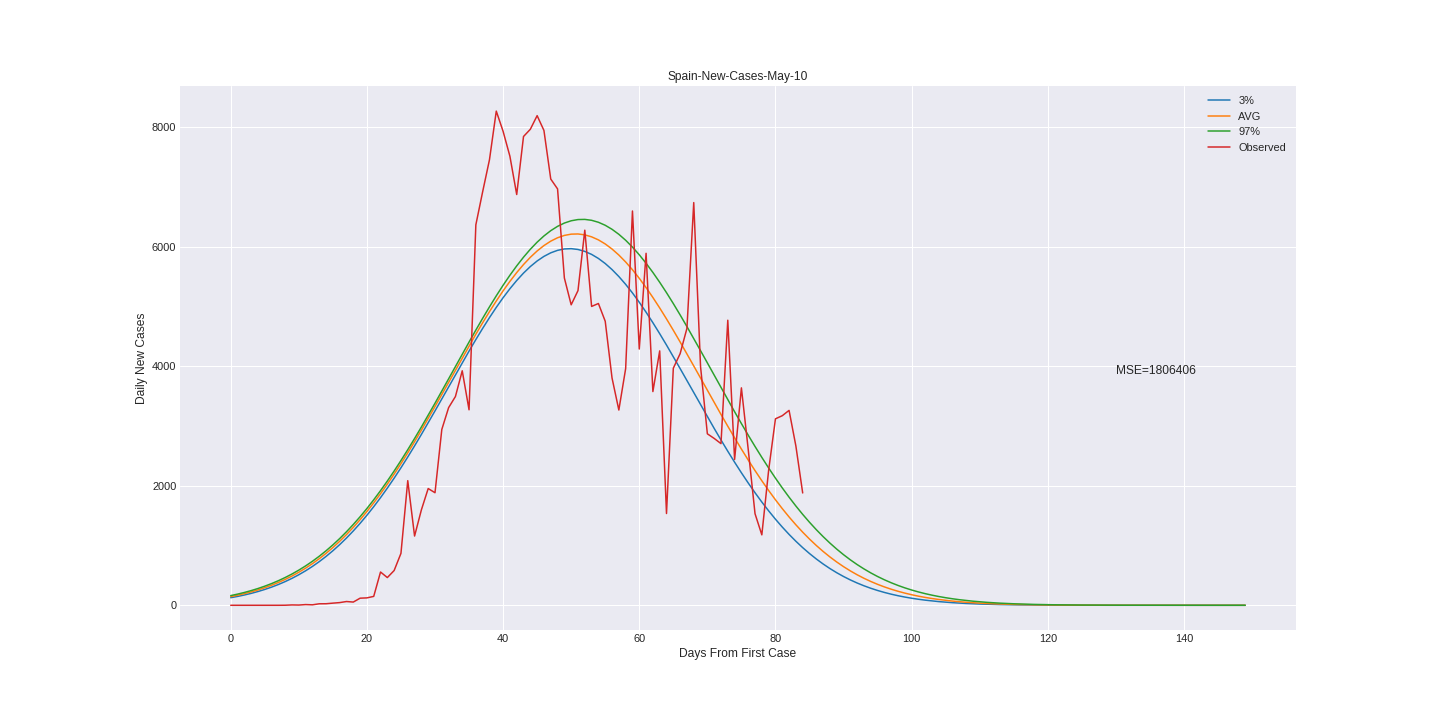 Spain-New-Cases-May-10
3%
AVG
97%
Observed
8000
6000
4000
2000
0
Daily New Cases
MSE=1806406
0 20 40 60 80 100 120 140
Days From First Case